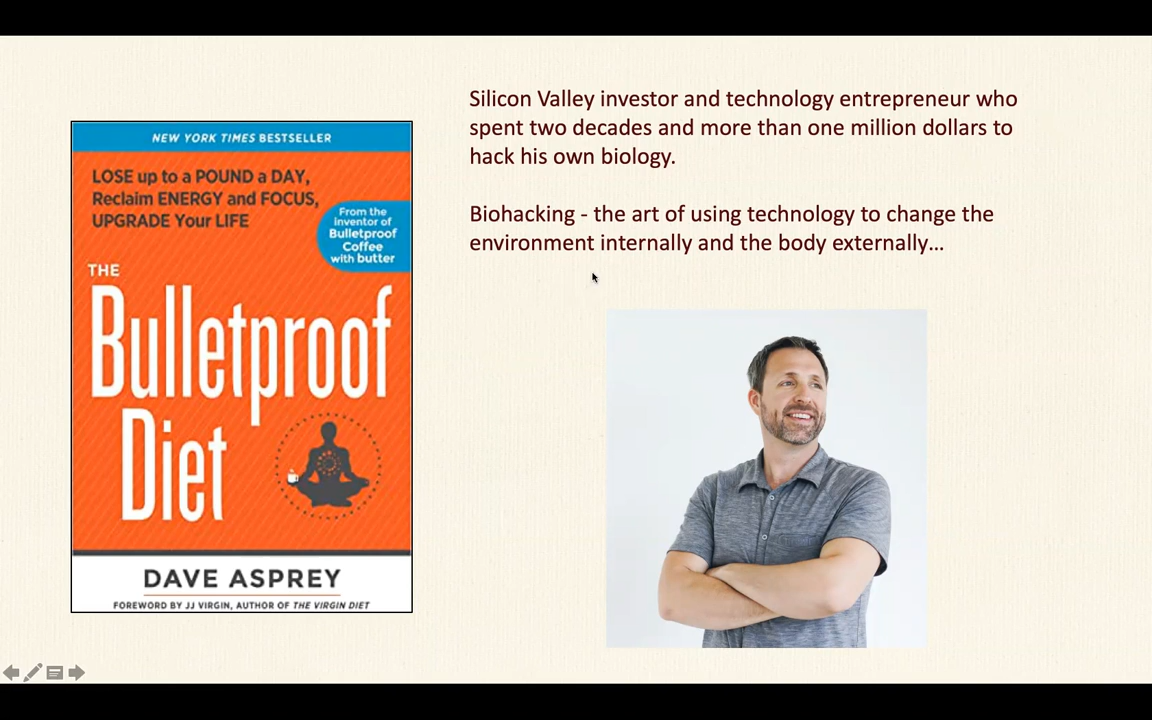 NEW YORK TIMES BESTSELLER
LOSE up to a POUND a DAY,
Reclaim ENERGY and FOCUS,
UPGRADE Your LIFE
From the
inventor of
Bulletproof
Coffee
with butter
THE
Bulletproof
Diet
DAVE ASPREY
FOREWORD BY JJ VIRGIN, AUTHOR OF THE VIRGIN DIET
Silicon Valley investor and technology entrepreneur who
spent two decades and more than one million dollars to
hack his own biology.
Biohacking - the art of using technology to change the
environment internally and the body externally…